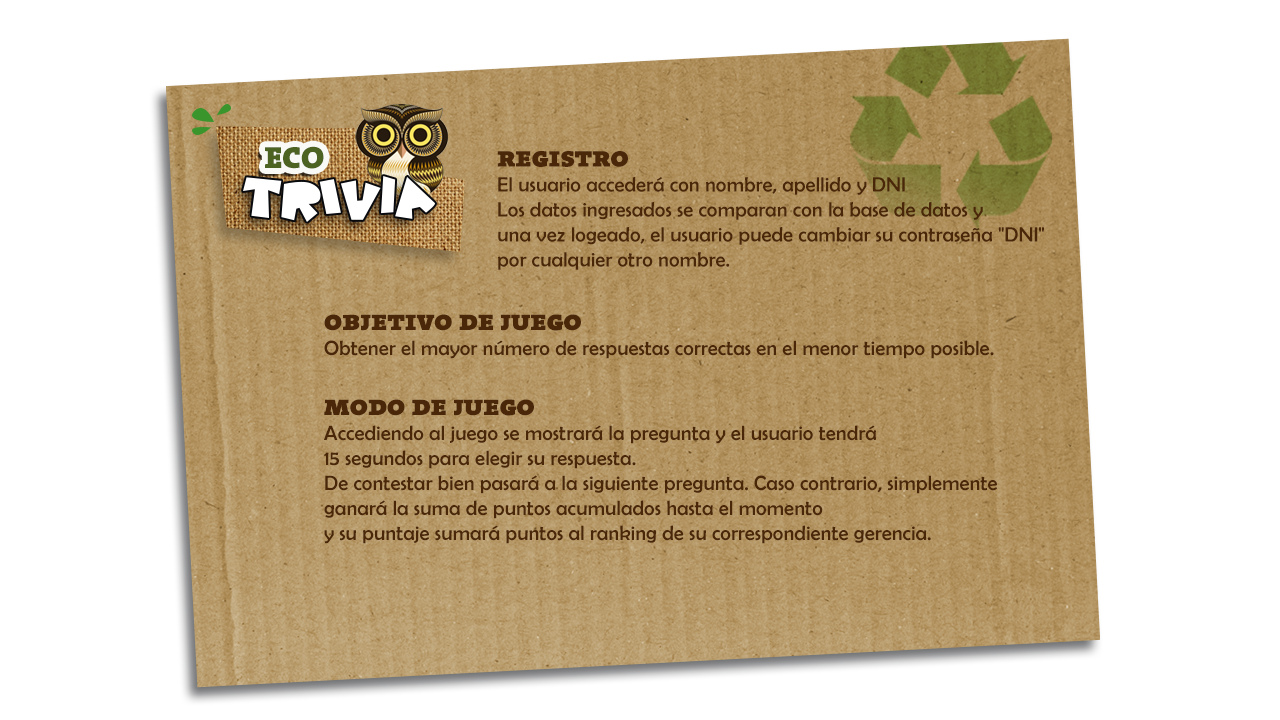 ECO
TRIVIA
REGISTRO
El usuario accederá con nombre, apellido y DNI
Los datos ingresados se comparan con la base de datos y
una vez logeado, el usuario puede cambiar su contraseña "DNI"
por cualquier otro nombre.
OBJETIVO DE JUEGO
Obtener el mayor número de respuestas correctas en el menor tiempo posible.
MODO DE JUEGO
Accediendo al juego se mostrará la pregunta y el usuario tendrá
15 segundos para elegir su respuesta.
De contestar bien pasará a la siguiente pregunta. Caso contrario, simplemente
ganará la suma de puntos acumulados hasta el momento
y su puntaje sumará puntos al ranking de su correspondiente gerencia.